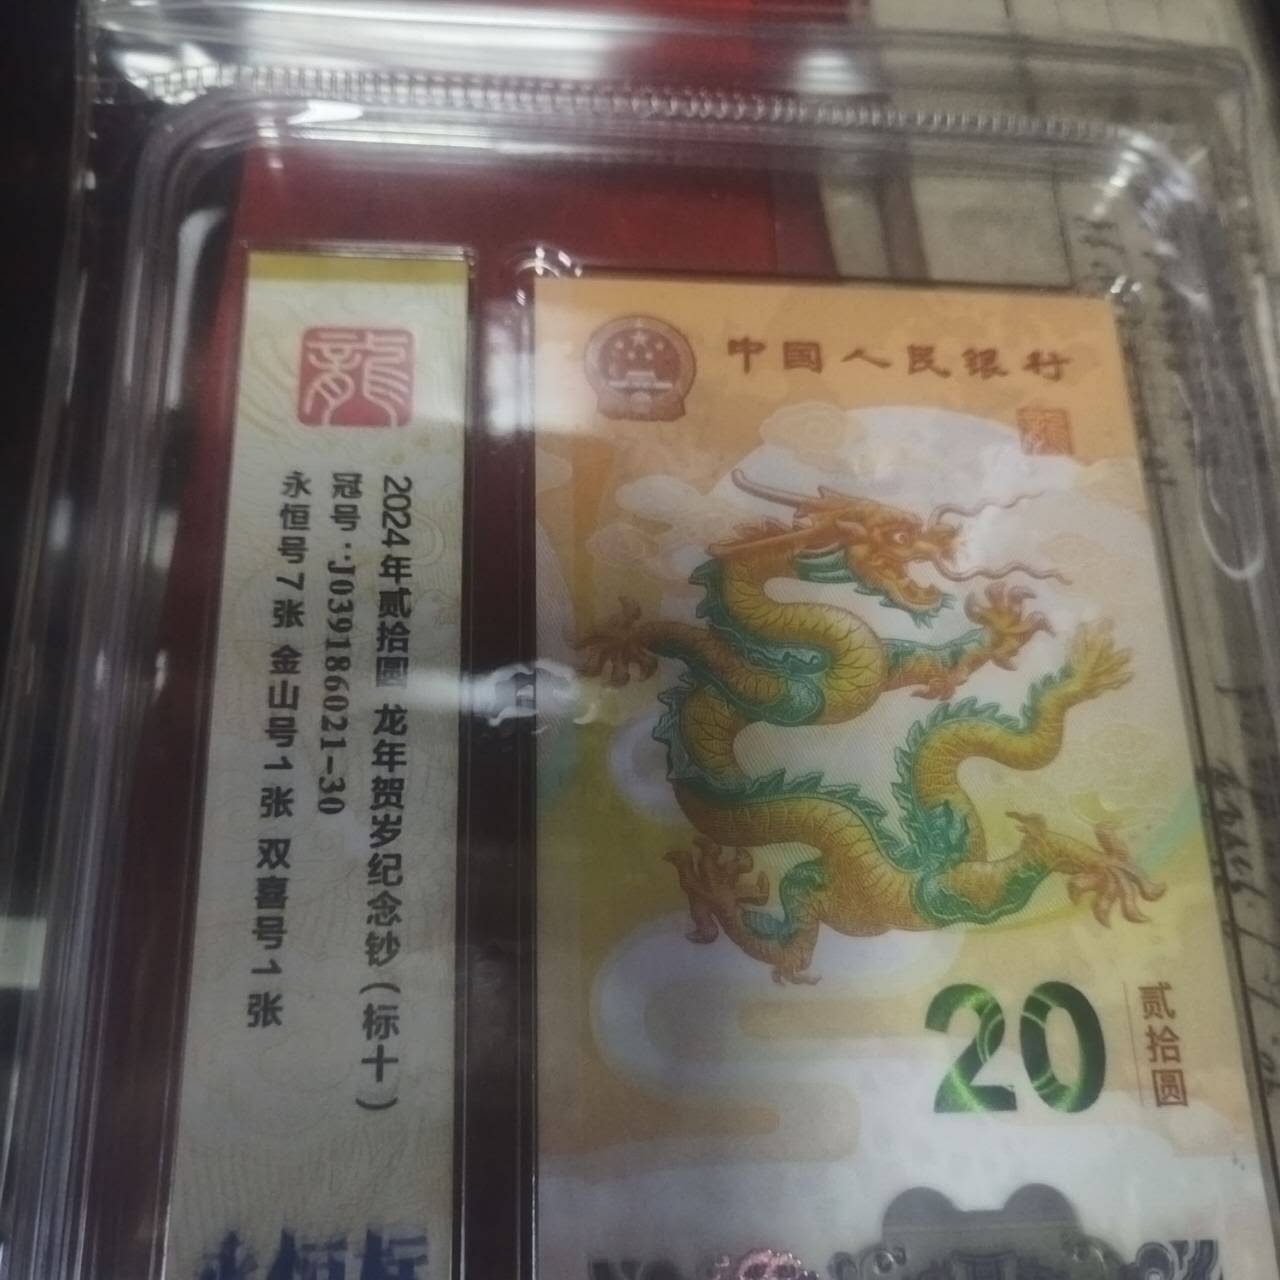 龍
2024年贰拾圆 龙年贺岁纪念钞(标十)
冠号:J039186021-30
永恒号7张 金山号1张 双喜号1张
中国人民银行
20
贰拾圆